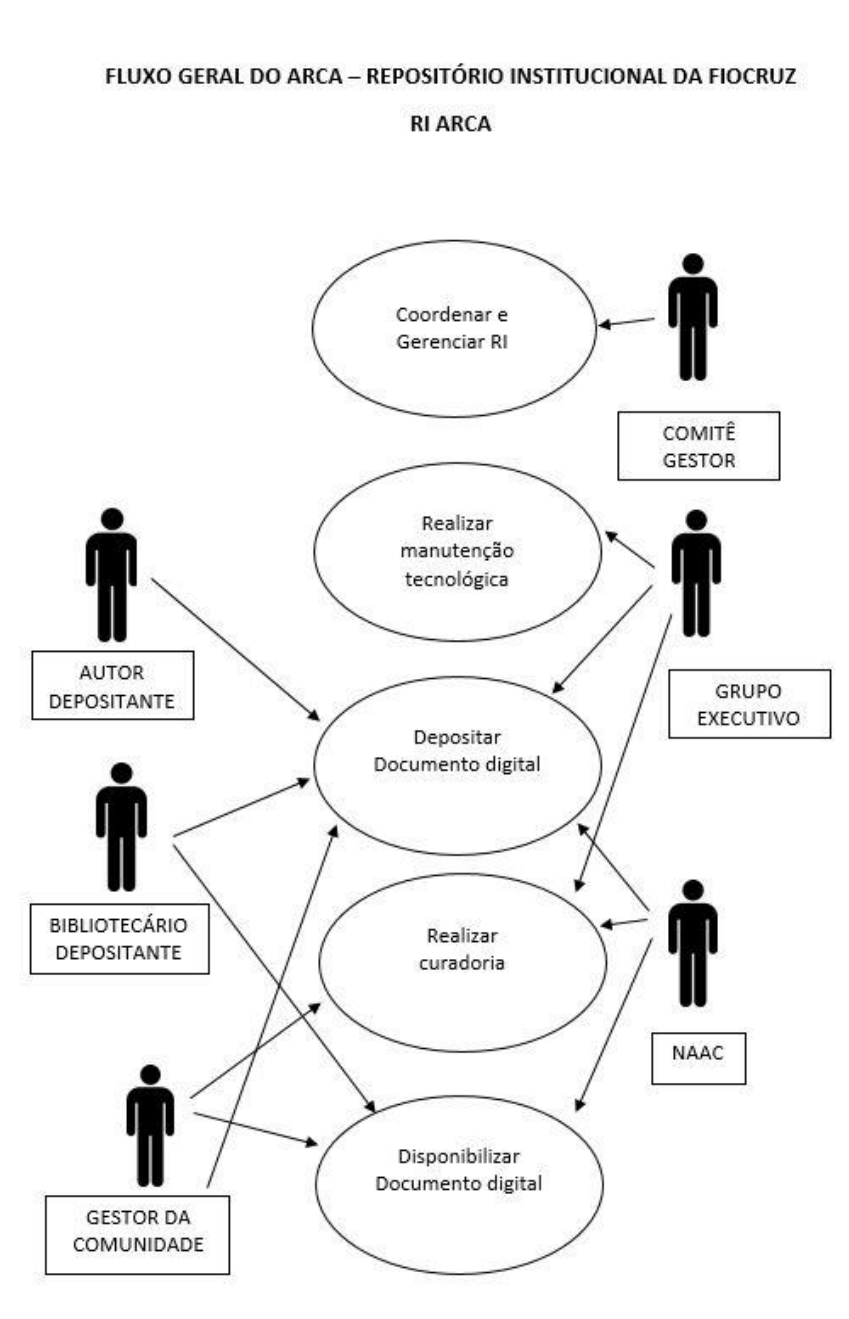 FLUXO GERAL DO ARCA – REPOSITÓRIO INSTITUCIONAL DA FIOCRUZ
RI ARCA
Coordenar e
Gerenciar RI
COMITÊ
GESTOR
Realizar
manutenção
tecnológica
AUTOR
DEPOSITANTE
GRUPO
EXECUTIVO
Depositar
Documento digital
BIBLIOTECÁRIO
DEPOSITANTE
Realizar
curadoria
NAAC
Disponibilizar
Documento digital
GESTOR DA
COMUNIDADE